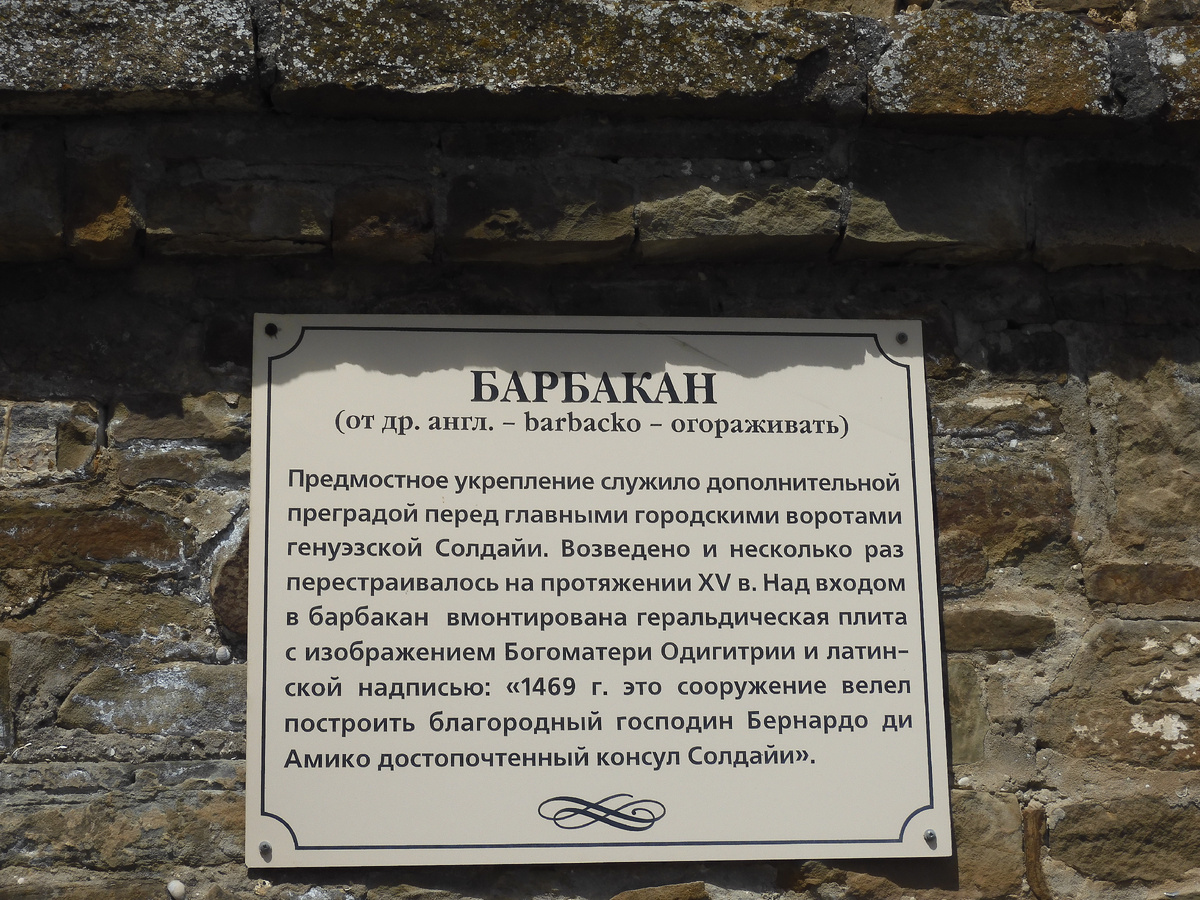 БАРБАКАН
(от др. англ. – barbacko – огораживать)
Предмостное укрепление служило дополнительной
преградой перед главными городскими воротами
генуэзской Солдайи. Возведено и несколько раз
перестраивалось на протяжении XV в. Над входом
в барбакан вмонтирована геральдическая плита
с изображением Богоматери Одигитрии и латин-
ской надписью: «1469 г. это сооружение велел
построить благородный господин Бернардо ди
Амико достопочтенный консул Солдайи».